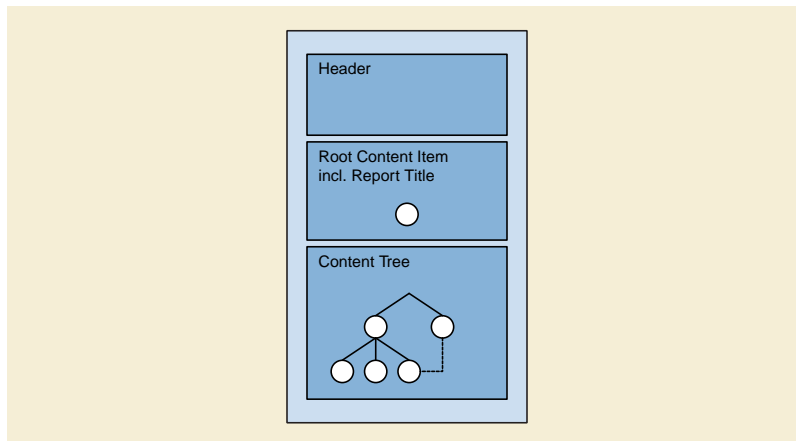 Header
Root Content Item
incl. Report Title
Content Tree